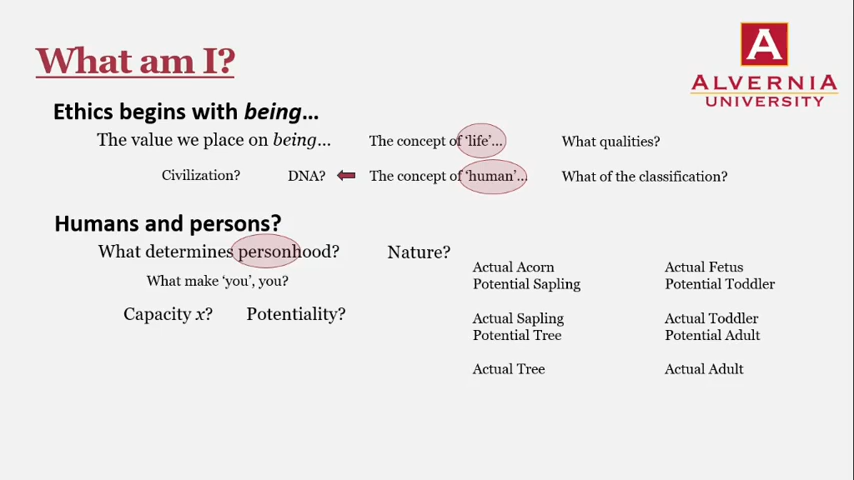 What am I?
A
ALVERNIA
UNIVERSITY
Ethics begins with being...
The value we place on being...
The concept of 'life'...
What qualities?
Civilization?
DNA?
The concept of 'human'...
What of the classification?
Humans and persons?
What determines personhood?
Nature?
What make 'you', you?
Capacity x?
Potentiality?
Actual Acorn
Potential Sapling
Actual Sapling
Potential Tree
Actual Tree
Actual Fetus
Potential Toddler
Actual Toddler
Potential Adult
Actual Adult